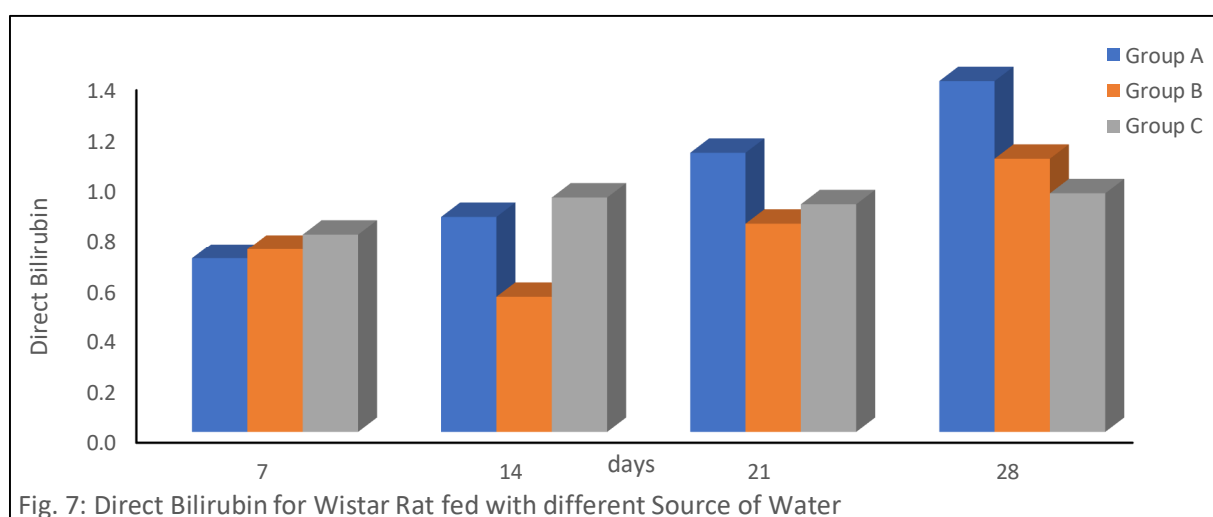 Group A
Group B
Group C
1.4
1.2
1.0
0.8
0.6
0.4
0.2
0.0
Direct Bilirubin
7
14
days
21
28
Fig. 7: Direct Bilirubin for Wistar Rat fed with different Source of Water